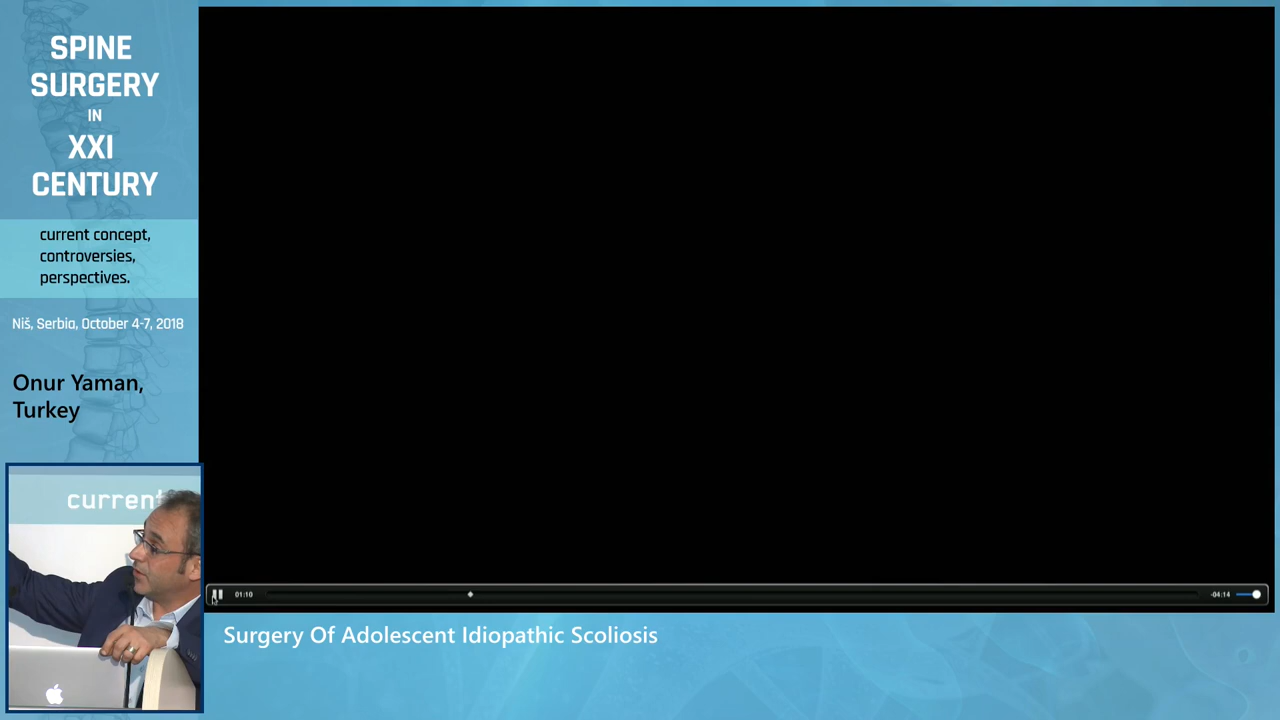 SPINE
SURGERY
IN
XXI
CENTURY
current concept,
controversies,
perspectives.
Niš, Serbia, October 4-7, 2018
Onur Yaman,
Turkey
current
01:10
-04:14
Surgery Of Adolescent Idiopathic Scoliosis